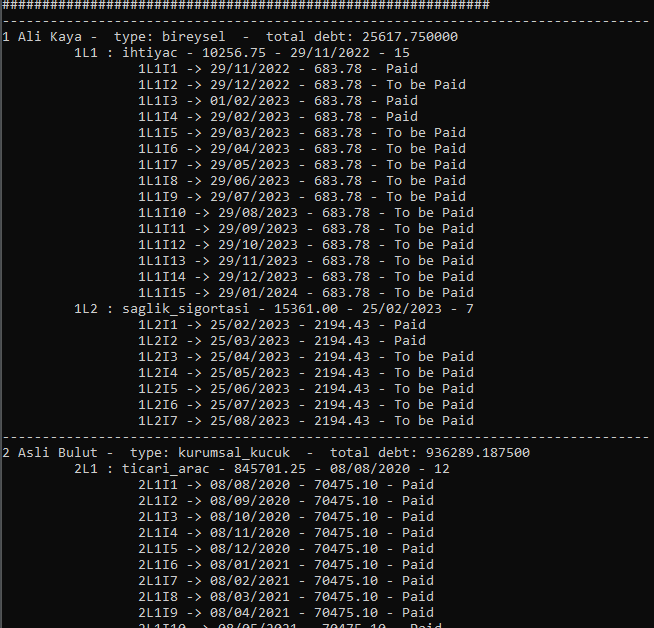 #############################################################
---------------------------------------------------------------------------------
1 Ali Kaya -  type: bireysel  -  total debt: 25617.750000
1L1 : ihtiyac - 10256.75 - 29/11/2022 - 15
1L1I1 -> 29/11/2022 - 683.78 - Paid
1L1I2 -> 29/12/2022 - 683.78 - To be Paid
1L1I3 -> 01/02/2023 - 683.78 - Paid
1L1I4 -> 29/02/2023 - 683.78 - Paid
1L1I5 -> 29/03/2023 - 683.78 - To be Paid
1L1I6 -> 29/04/2023 - 683.78 - To be Paid
1L1I7 -> 29/05/2023 - 683.78 - To be Paid
1L1I8 -> 29/06/2023 - 683.78 - To be Paid
1L1I9 -> 29/07/2023 - 683.78 - To be Paid
1L1I10 -> 29/08/2023 - 683.78 - To be Paid
1L1I11 -> 29/09/2023 - 683.78 - To be Paid
1L1I12 -> 29/10/2023 - 683.78 - To be Paid
1L1I13 -> 29/11/2023 - 683.78 - To be Paid
1L1I14 -> 29/12/2023 - 683.78 - To be Paid
1L1I15 -> 29/01/2024 - 683.78 - To be Paid
1L2 : saglik_sigortasi - 15361.00 - 25/02/2023 - 7
1L2I1 -> 25/02/2023 - 2194.43 - Paid
1L2I2 -> 25/03/2023 - 2194.43 - Paid
1L2I3 -> 25/04/2023 - 2194.43 - To be Paid
1L2I4 -> 25/05/2023 - 2194.43 - To be Paid
1L2I5 -> 25/06/2023 - 2194.43 - To be Paid
1L2I6 -> 25/07/2023 - 2194.43 - To be Paid
1L2I7 -> 25/08/2023 - 2194.43 - To be Paid
---------------------------------------------------------------------------------
2 Asli Bulut -  type: kurumsal_kucuk  -  total debt: 936289.187500
2L1 : ticari_arac - 845701.25 - 08/08/2020 - 12
2L1I1 -> 08/08/2020 - 70475.10 - Paid
2L1I2 -> 08/09/2020 - 70475.10 - Paid
2L1I3 -> 08/10/2020 - 70475.10 - Paid
2L1I4 -> 08/11/2020 - 70475.10 - Paid
2L1I5 -> 08/12/2020 - 70475.10 - Paid
2L1I6 -> 08/01/2021 - 70475.10 - Paid
2L1I7 -> 08/02/2021 - 70475.10 - Paid
2L1I8 -> 08/03/2021 - 70475.10 - Paid
2L1I9 -> 08/04/2021 - 70475.10 - Paid
2L1I10 -> 08/05/2021 - 70475.10 - Paid